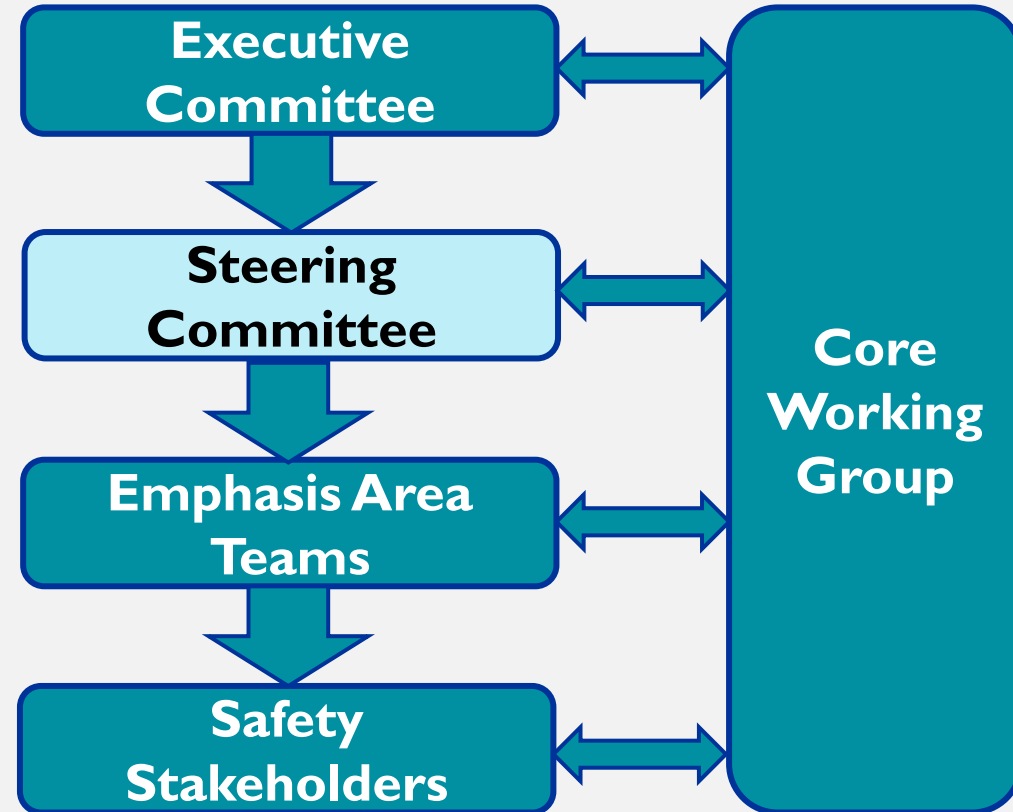 Executive
Committee
Steering
Committee
Emphasis Area
Teams
Safety
Stakeholders
Core
Working
Group